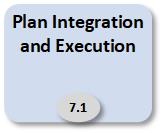 Plan Integration
and Execution
7.1